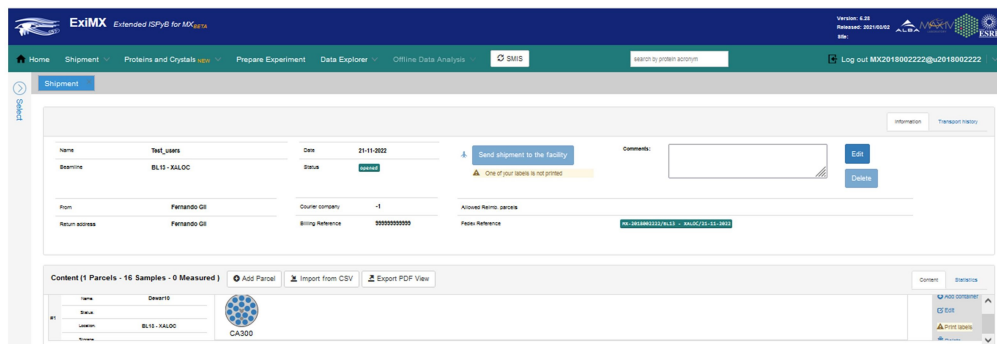 ExiMX Extended ISPyB for MX BETA
Version: 5.23
Released: 2021/03/02
Site:
ALBA MAXIV ESRF
Home Shipment Proteins and Crystals NEW Prepare Experiment Data Explorer Offline Data Analysis SMIS search by protein acronym Log out MX2018002222@u2018002222
Select
Shipment
Information Transport history
Name Test_users Date 21-11-2022 Send shipment to the facility Comments: Edit
Beamline BL13 - XALOC Status opened One of your labels is not printed Delete
From Fernando Gil Courier company -1 Allowed Reimb. parcels
Return address Fernando Gil Billing Reference 999999999999 Fedex Reference MX-2018002222/BL13 - XALOC/21-11-2022
Content (1 Parcels - 16 Samples - 0 Measured ) Add Parcel Import from CSV Export PDF View Content Statistics
#1 Name Dewar10 Add container
Status Edit
Location BL13 - XALOC Print labels
CA300
Storage Delete